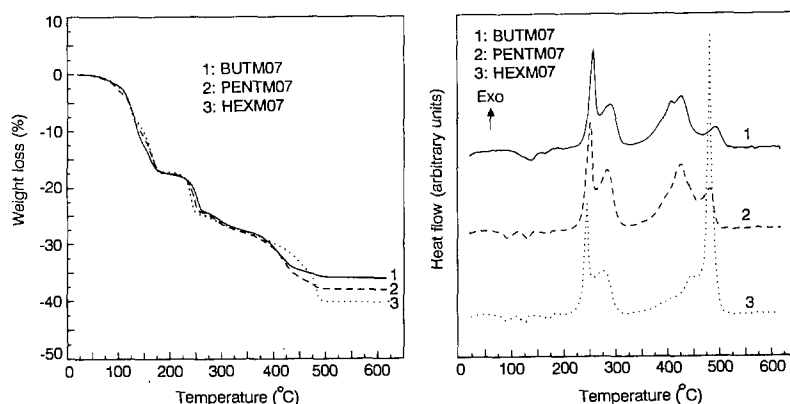 10
0
-10
-20
-30
-40
-50
Weight loss (%)
1: BUTM07
2: PENTM07
3: HEXM07
1
2
3
0 100 200 300 400 500 600
Temperature (°C)
Heat flow (arbitrary units)
1: BUTM07
2: PENTM07
3: HEXM07
Exo
1
2
3
0 100 200 300 400 500 600
Temperature (°C)